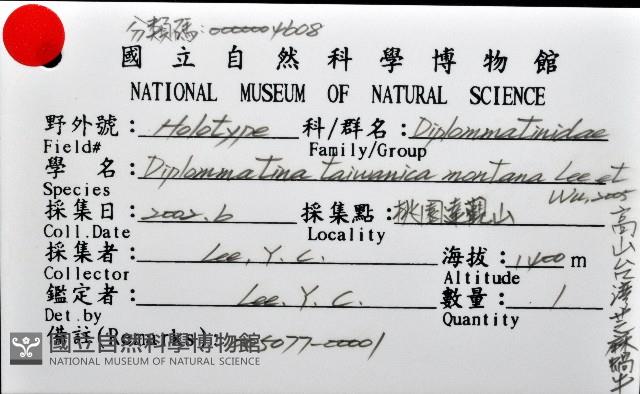 分類碼:0000004608
國立自然科學博物館
NATIONAL MUSEUM OF NATURAL SCIENCE
野外號: Holotype 科/群名: Diplommatinidae
Field# Family/Group
學 名: Diplommatina taiwanica montana Lee et Wu, 2005
Species
採集日: 2002.6 採集點: 桃園達觀山
Coll.Date Locality
採集者: Lee, Y. C. 海拔: 1400 m
Collector Altitude
鑑定者: Lee, Y. C. 數量: 1
Det.by Quantity
備註(Remarks): 5077-00001
高山台灣芝麻蝸牛
國立自然科學博物館
NATIONAL MUSEUM OF NATURAL SCIENCE